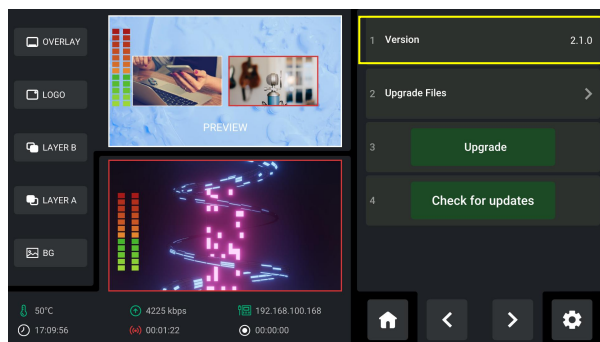 OVERLAY
LOGO
LAYER B
LAYER A
BG
PREVIEW
50°C
4225 kbps
192.168.100.168
17:09:56
00:01:22
00:00:00
1 Version 2.1.0
2 Upgrade Files
3 Upgrade
4 Check for updates